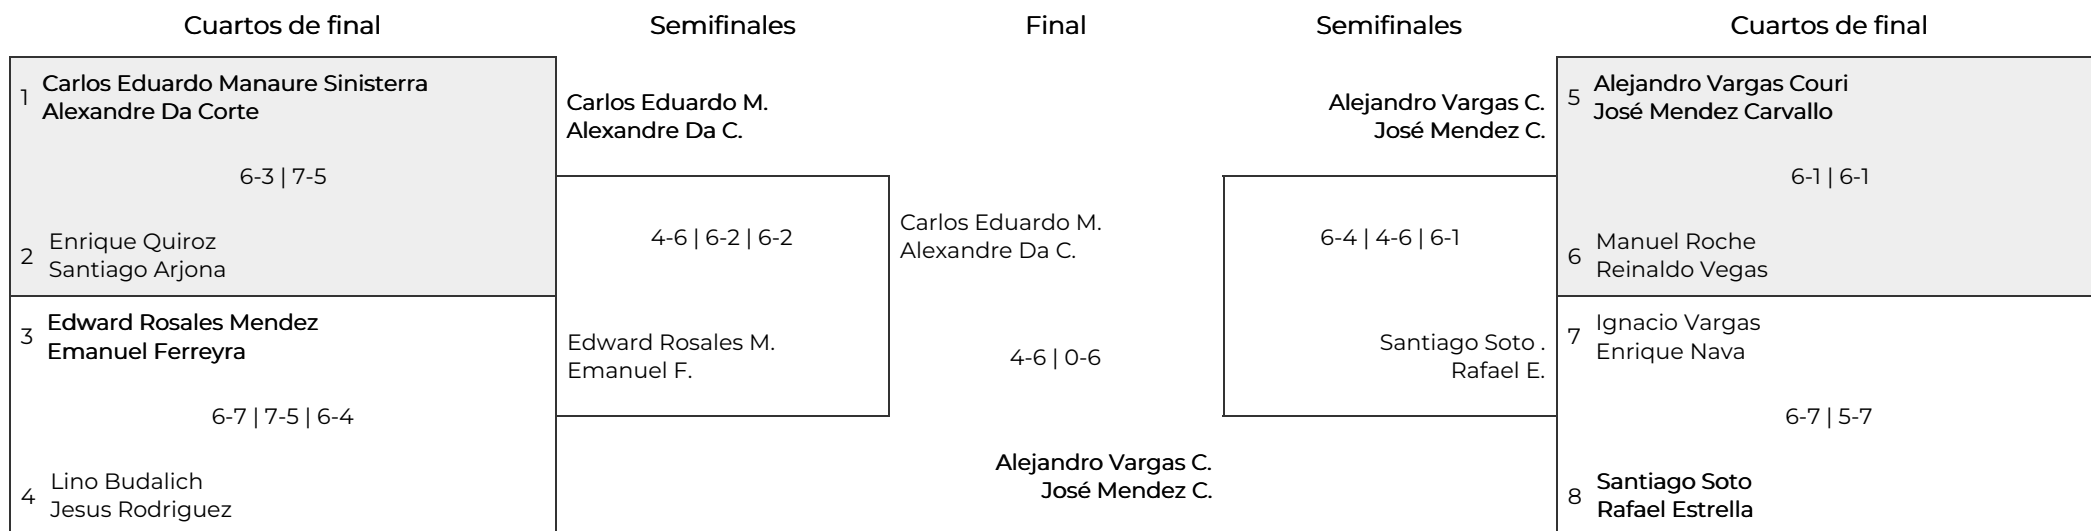 Cuartos de final
Semifinales
Final
Semifinales
Cuartos de final
1
Carlos Eduardo Manaure Sinisterra
Alexandre Da Corte
6-3 | 7-5
2
Enrique Quiroz
Santiago Arjona
3
Edward Rosales Mendez
Emanuel Ferreyra
6-7 | 7-5 | 6-4
4
Lino Budalich
Jesus Rodriguez
Carlos Eduardo M.
Alexandre Da C.
4-6 | 6-2 | 6-2
Edward Rosales M.
Emanuel F.
Carlos Eduardo M.
Alexandre Da C.
4-6 | 0-6
Alejandro Vargas C.
José Mendez C.
Alejandro Vargas C.
José Mendez C.
6-4 | 4-6 | 6-1
Santiago Soto .
Rafael E.
5
Alejandro Vargas Couri
José Mendez Carvallo
6-1 | 6-1
6
Manuel Roche
Reinaldo Vegas
7
Ignacio Vargas
Enrique Nava
6-7 | 5-7
8
Santiago Soto
Rafael Estrella